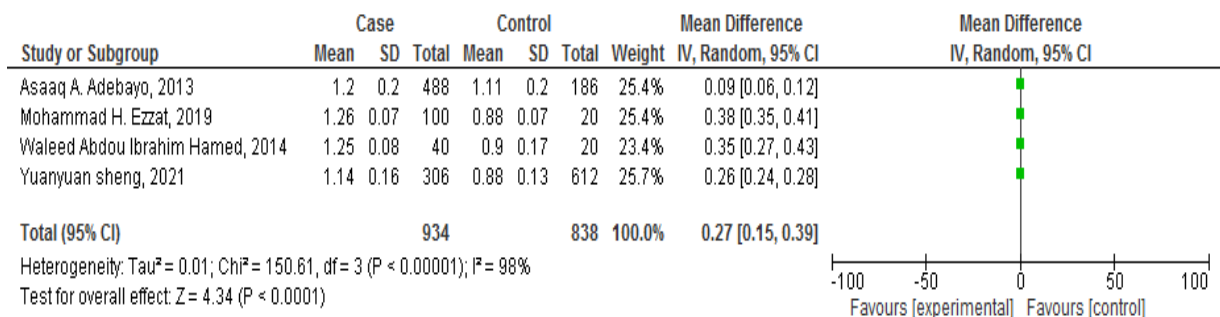 Case Control Mean Difference Mean Difference
Study or Subgroup Mean SD Total Mean SD Total Weight IV, Random, 95% CI IV, Random, 95% CI
Asaaq A. Adebayo, 2013 1.2 0.2 488 1.11 0.2 186 25.4% 0.09 [0.06, 0.12]
Mohammad H. Ezzat, 2019 1.26 0.07 100 0.88 0.07 20 25.4% 0.38 [0.35, 0.41]
Waleed Abdou Ibrahim Hamed, 2014 1.25 0.08 40 0.9 0.17 20 23.4% 0.35 [0.27, 0.43]
Yuanyuan sheng, 2021 1.14 0.16 306 0.88 0.13 612 25.7% 0.26 [0.24, 0.28]
Total (95% CI) 934 838 100.0% 0.27 [0.15, 0.39]
Heterogeneity: Tau² = 0.01; Chi² = 150.61, df = 3 (P < 0.00001); I² = 98%
Test for overall effect: Z = 4.34 (P < 0.0001)
-100 -50 0 50 100
Favours [experimental] Favours [control]